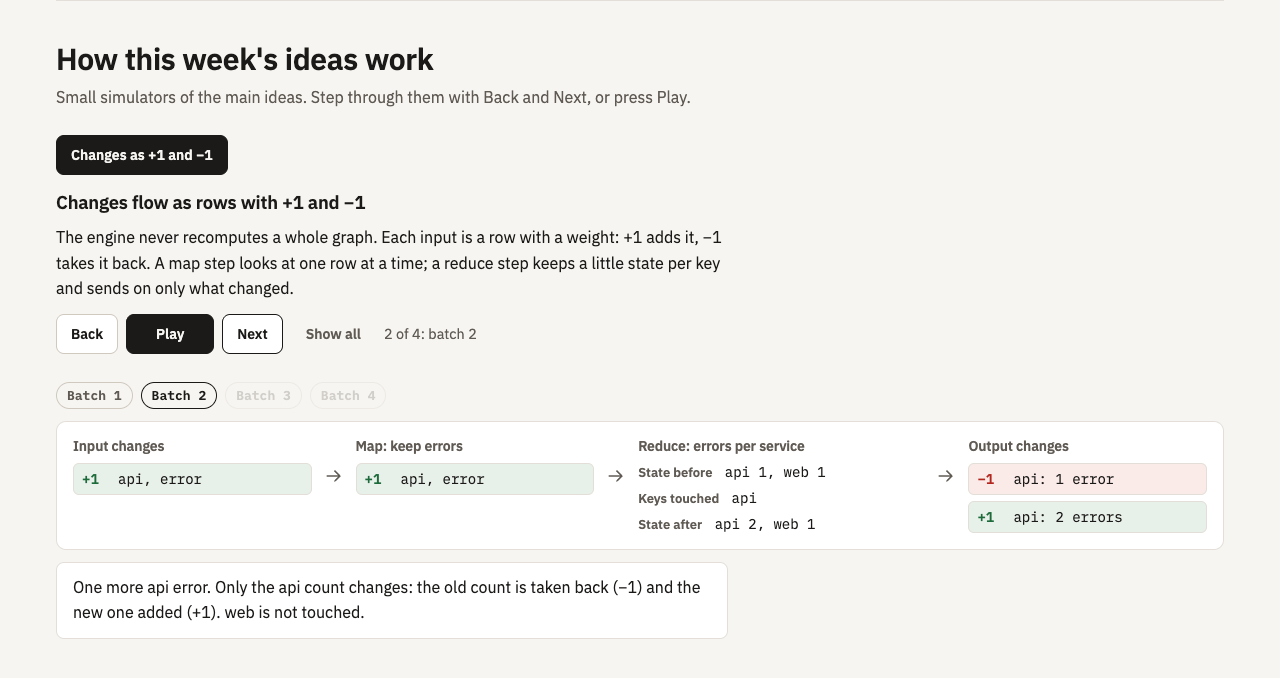 How this week's ideas work
Small simulators of the main ideas. Step through them with Back and Next, or press Play.
Changes as +1 and −1
Changes flow as rows with +1 and −1
The engine never recomputes a whole graph. Each input is a row with a weight: +1 adds it, −1
takes it back. A map step looks at one row at a time; a reduce step keeps a little state per key
and sends on only what changed.
Back Play Next Show all 2 of 4: batch 2
Batch 1 Batch 2 Batch 3 Batch 4
Input changes
+1 api, error
→
Map: keep errors
+1 api, error
→
Reduce: errors per service
State before api 1, web 1
Keys touched api
State after api 2, web 1
→
Output changes
−1 api: 1 error
+1 api: 2 errors
One more api error. Only the api count changes: the old count is taken back (−1) and the
new one added (+1). web is not touched.